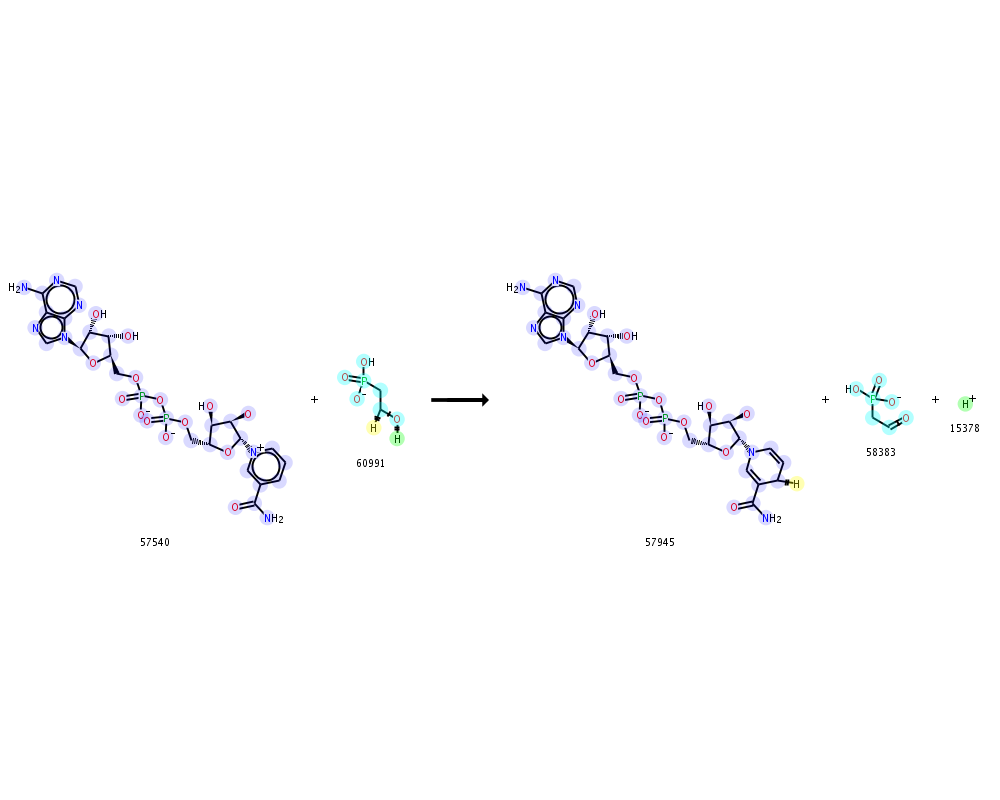 H₂N N N N N OH OH O O O P O⁻ O O P O⁻ O HO O O N⁺ O NH₂
57540
+
OH O P O⁻ O H H
60991
H₂N N N N N OH OH O O O P O⁻ O O P O⁻ O HO O O N H O NH₂
57945
+
HO P O O⁻ O
58383
+
H⁺
15378